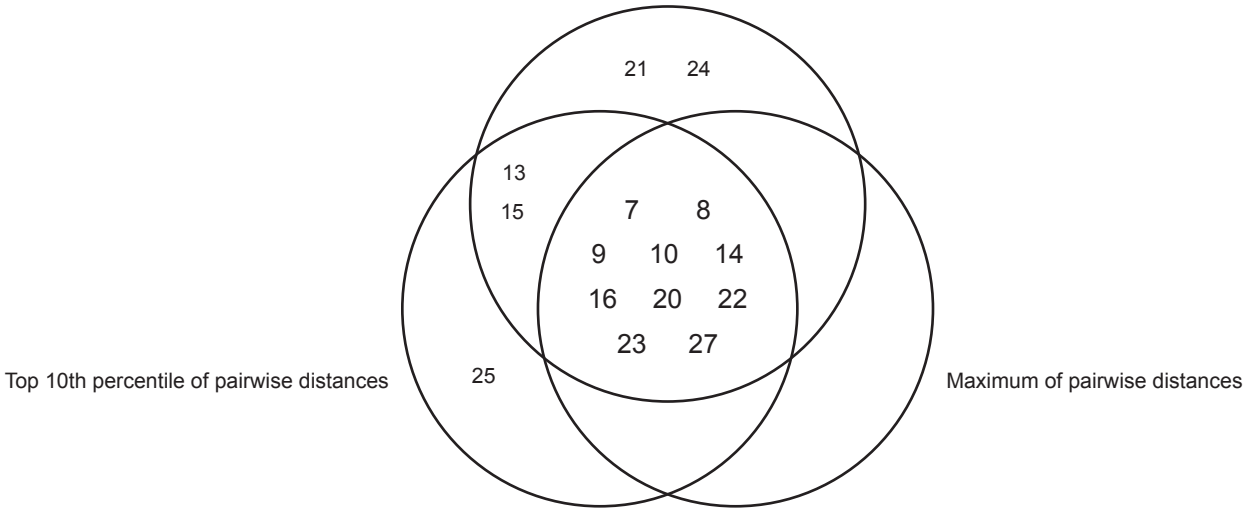 21 24
13
15
7 8
9 10 14
16 20 22
23 27
25
Top 10th percentile of pairwise distances
Maximum of pairwise distances